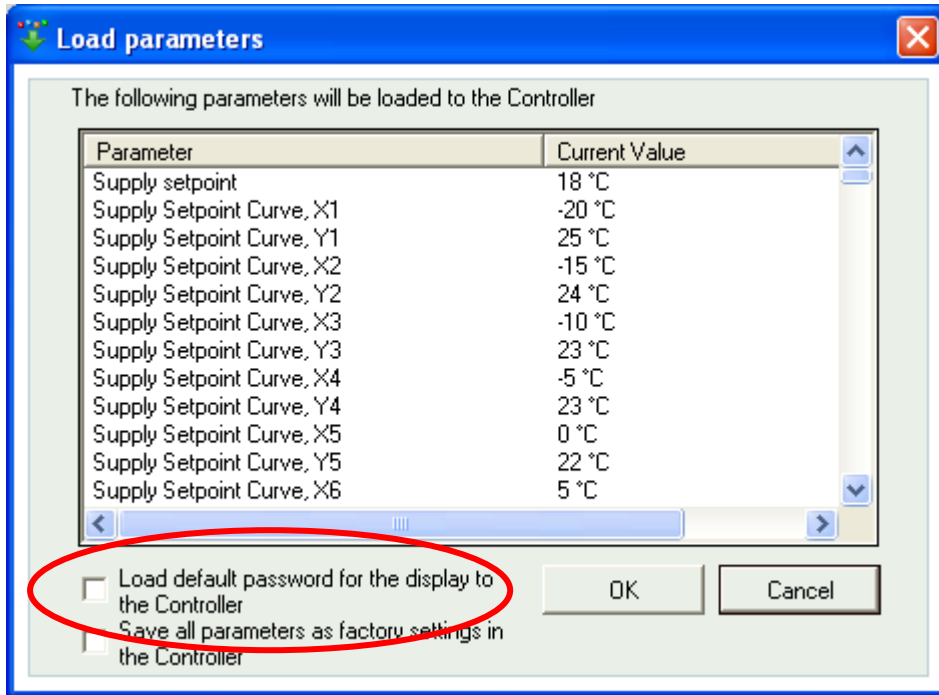 Load parameters
The following parameters will be loaded to the Controller
Parameter Current Value
Supply setpoint 18 °C
Supply Setpoint Curve, X1 -20 °C
Supply Setpoint Curve, Y1 25 °C
Supply Setpoint Curve, X2 -15 °C
Supply Setpoint Curve, Y2 24 °C
Supply Setpoint Curve, X3 -10 °C
Supply Setpoint Curve, Y3 23 °C
Supply Setpoint Curve, X4 -5 °C
Supply Setpoint Curve, Y4 23 °C
Supply Setpoint Curve, X5 0 °C
Supply Setpoint Curve, Y5 22 °C
Supply Setpoint Curve, X6 5 °C
Load default password for the display to
the Controller
OK Cancel
Save all parameters as factory settings in
the Controller